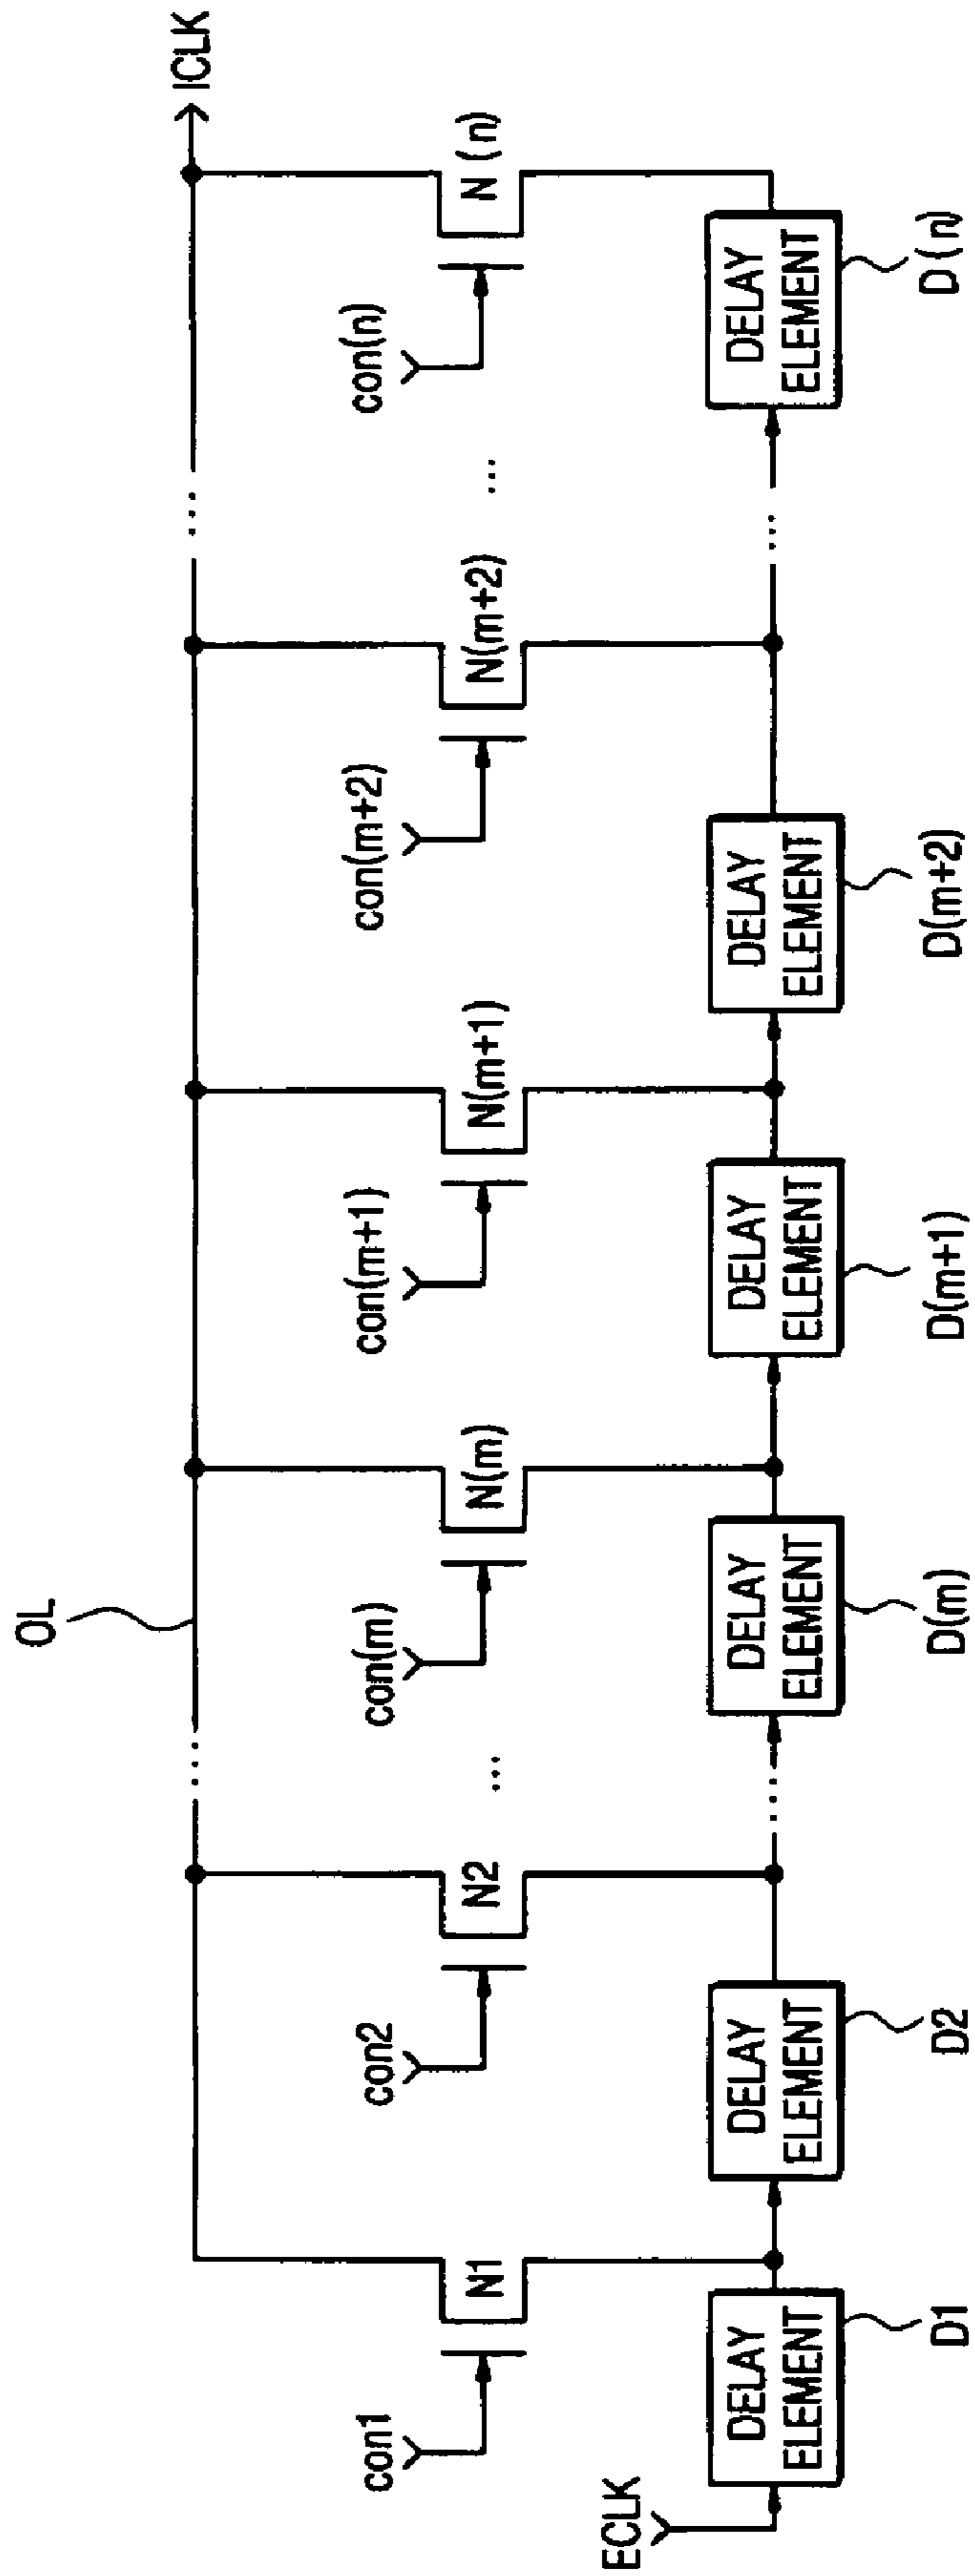 OL
ICLK
con1
N1
con2
N2
...
con(m)
N(m)
con(m+1)
N(m+1)
con(m+2)
N(m+2)
...
con(n)
N (n)
ECLK
DELAY
ELEMENT
DELAY
ELEMENT
DELAY
ELEMENT
DELAY
ELEMENT
DELAY
ELEMENT
DELAY
ELEMENT
D1
D2
D(m)
D(m+1)
D(m+2)
D(n)